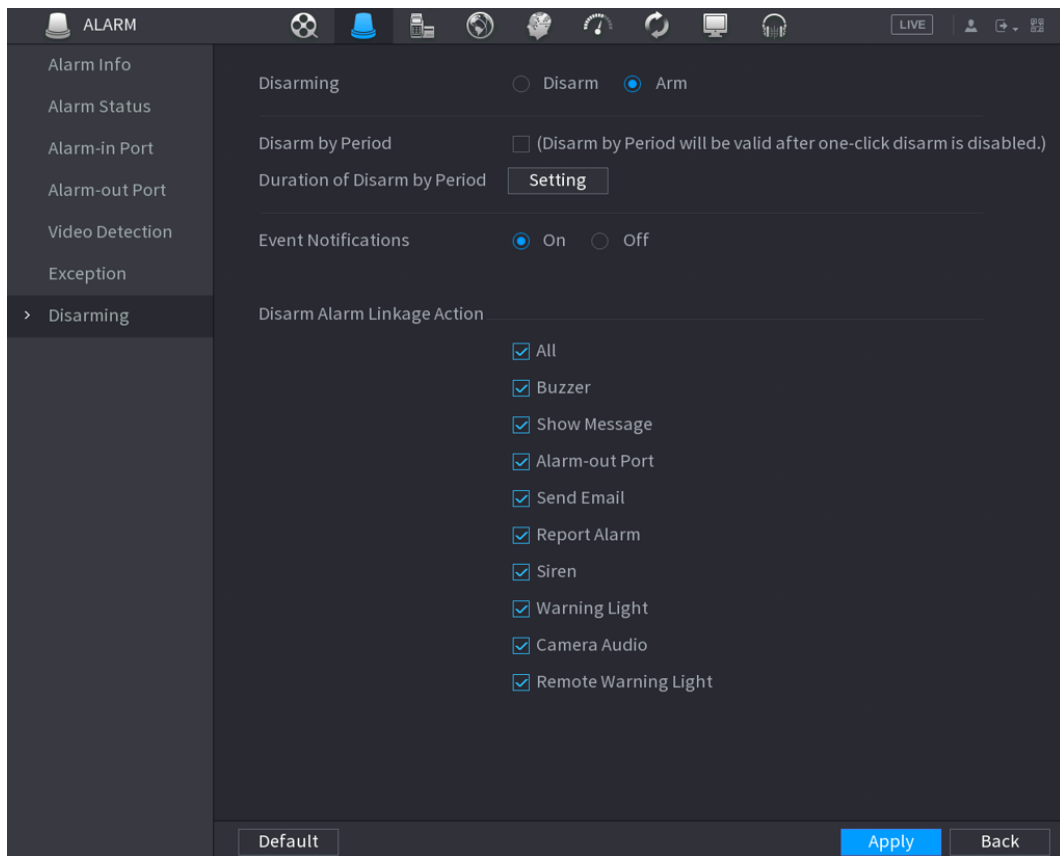 ALARM
LIVE
Alarm Info
Alarm Status
Alarm-in Port
Alarm-out Port
Video Detection
Exception
Disarming
Disarming Disarm Arm
Disarm by Period (Disarm by Period will be valid after one-click disarm is disabled.)
Duration of Disarm by Period Setting
Event Notifications On Off
Disarm Alarm Linkage Action
All
Buzzer
Show Message
Alarm-out Port
Send Email
Report Alarm
Siren
Warning Light
Camera Audio
Remote Warning Light
Default Apply Back